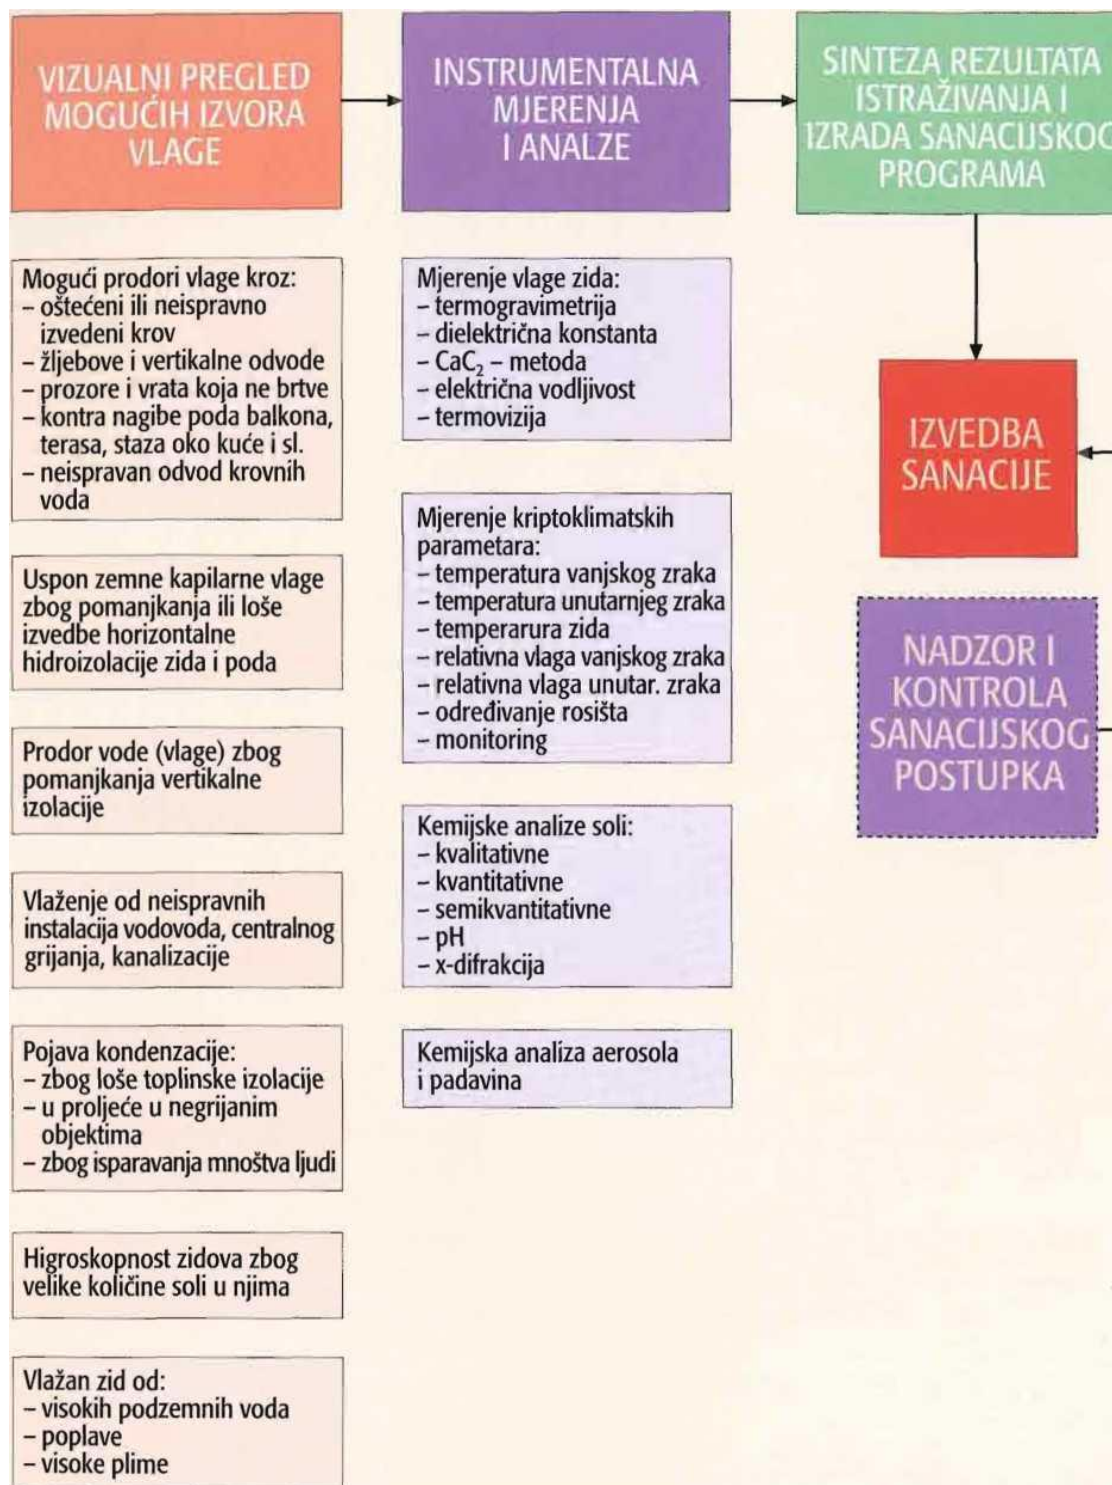 VIZUALNI PREGLED
MOGUĆIH IZVORA
VLAGE
Mogući prodori vlage kroz:
– oštećeni ili neispravno
izvedeni krov
– žljebove i vertikalne odvode
– prozore i vrata koja ne brtve
– kontra nagibe poda balkona,
terasa, staza oko kuće i sl.
– neispravan odvod krovnih
voda
Uspon zemne kapilarne vlage
zbog pomanjkanja ili loše
izvedbe horizontalne
hidroizolacije zida i poda
Prodor vode (vlage) zbog
pomanjkanja vertikalne
izolacije
Vlaženje od neispravnih
instalacija vodovoda, centralnog
grijanja, kanalizacije
Pojava kondenzacije:
– zbog loše toplinske izolacije
– u proljeće u negrijanim
objektima
– zbog isparavanja mnoštva ljudi
Higroskopnost zidova zbog
velike količine soli u njima
Vlažan zid od:
– visokih podzemnih voda
– poplave
– visoke plime
INSTRUMENTALNA
MJERENJA
I ANALZE
Mjerenje vlage zida:
– termogravimetrija
– dielektrična konstanta
– CaC₂ – metoda
– električna vodljivost
– termovizija
Mjerenje kriptoklimatskih
parametara:
– temperatura vanjskog zraka
– temperatura unutarnjeg zraka
– temperarura zida
– relativna vlaga vanjskog zraka
– relativna vlaga unutar. zraka
– određivanje rosišta
– monitoring
Kemijske analize soli:
– kvalitativne
– kvantitativne
– semikvantitativne
– pH
– x-difrakcija
Kemijska analiza aerosola
i padavina
SINTEZA REZULTATA
ISTRAŽIVANJA I
IZRADA SANACIJSKOG
PROGRAMA
IZVEDBA
SANACIJE
NADZOR I
KONTROLA
SANACIJSKOG
POSTUPKA